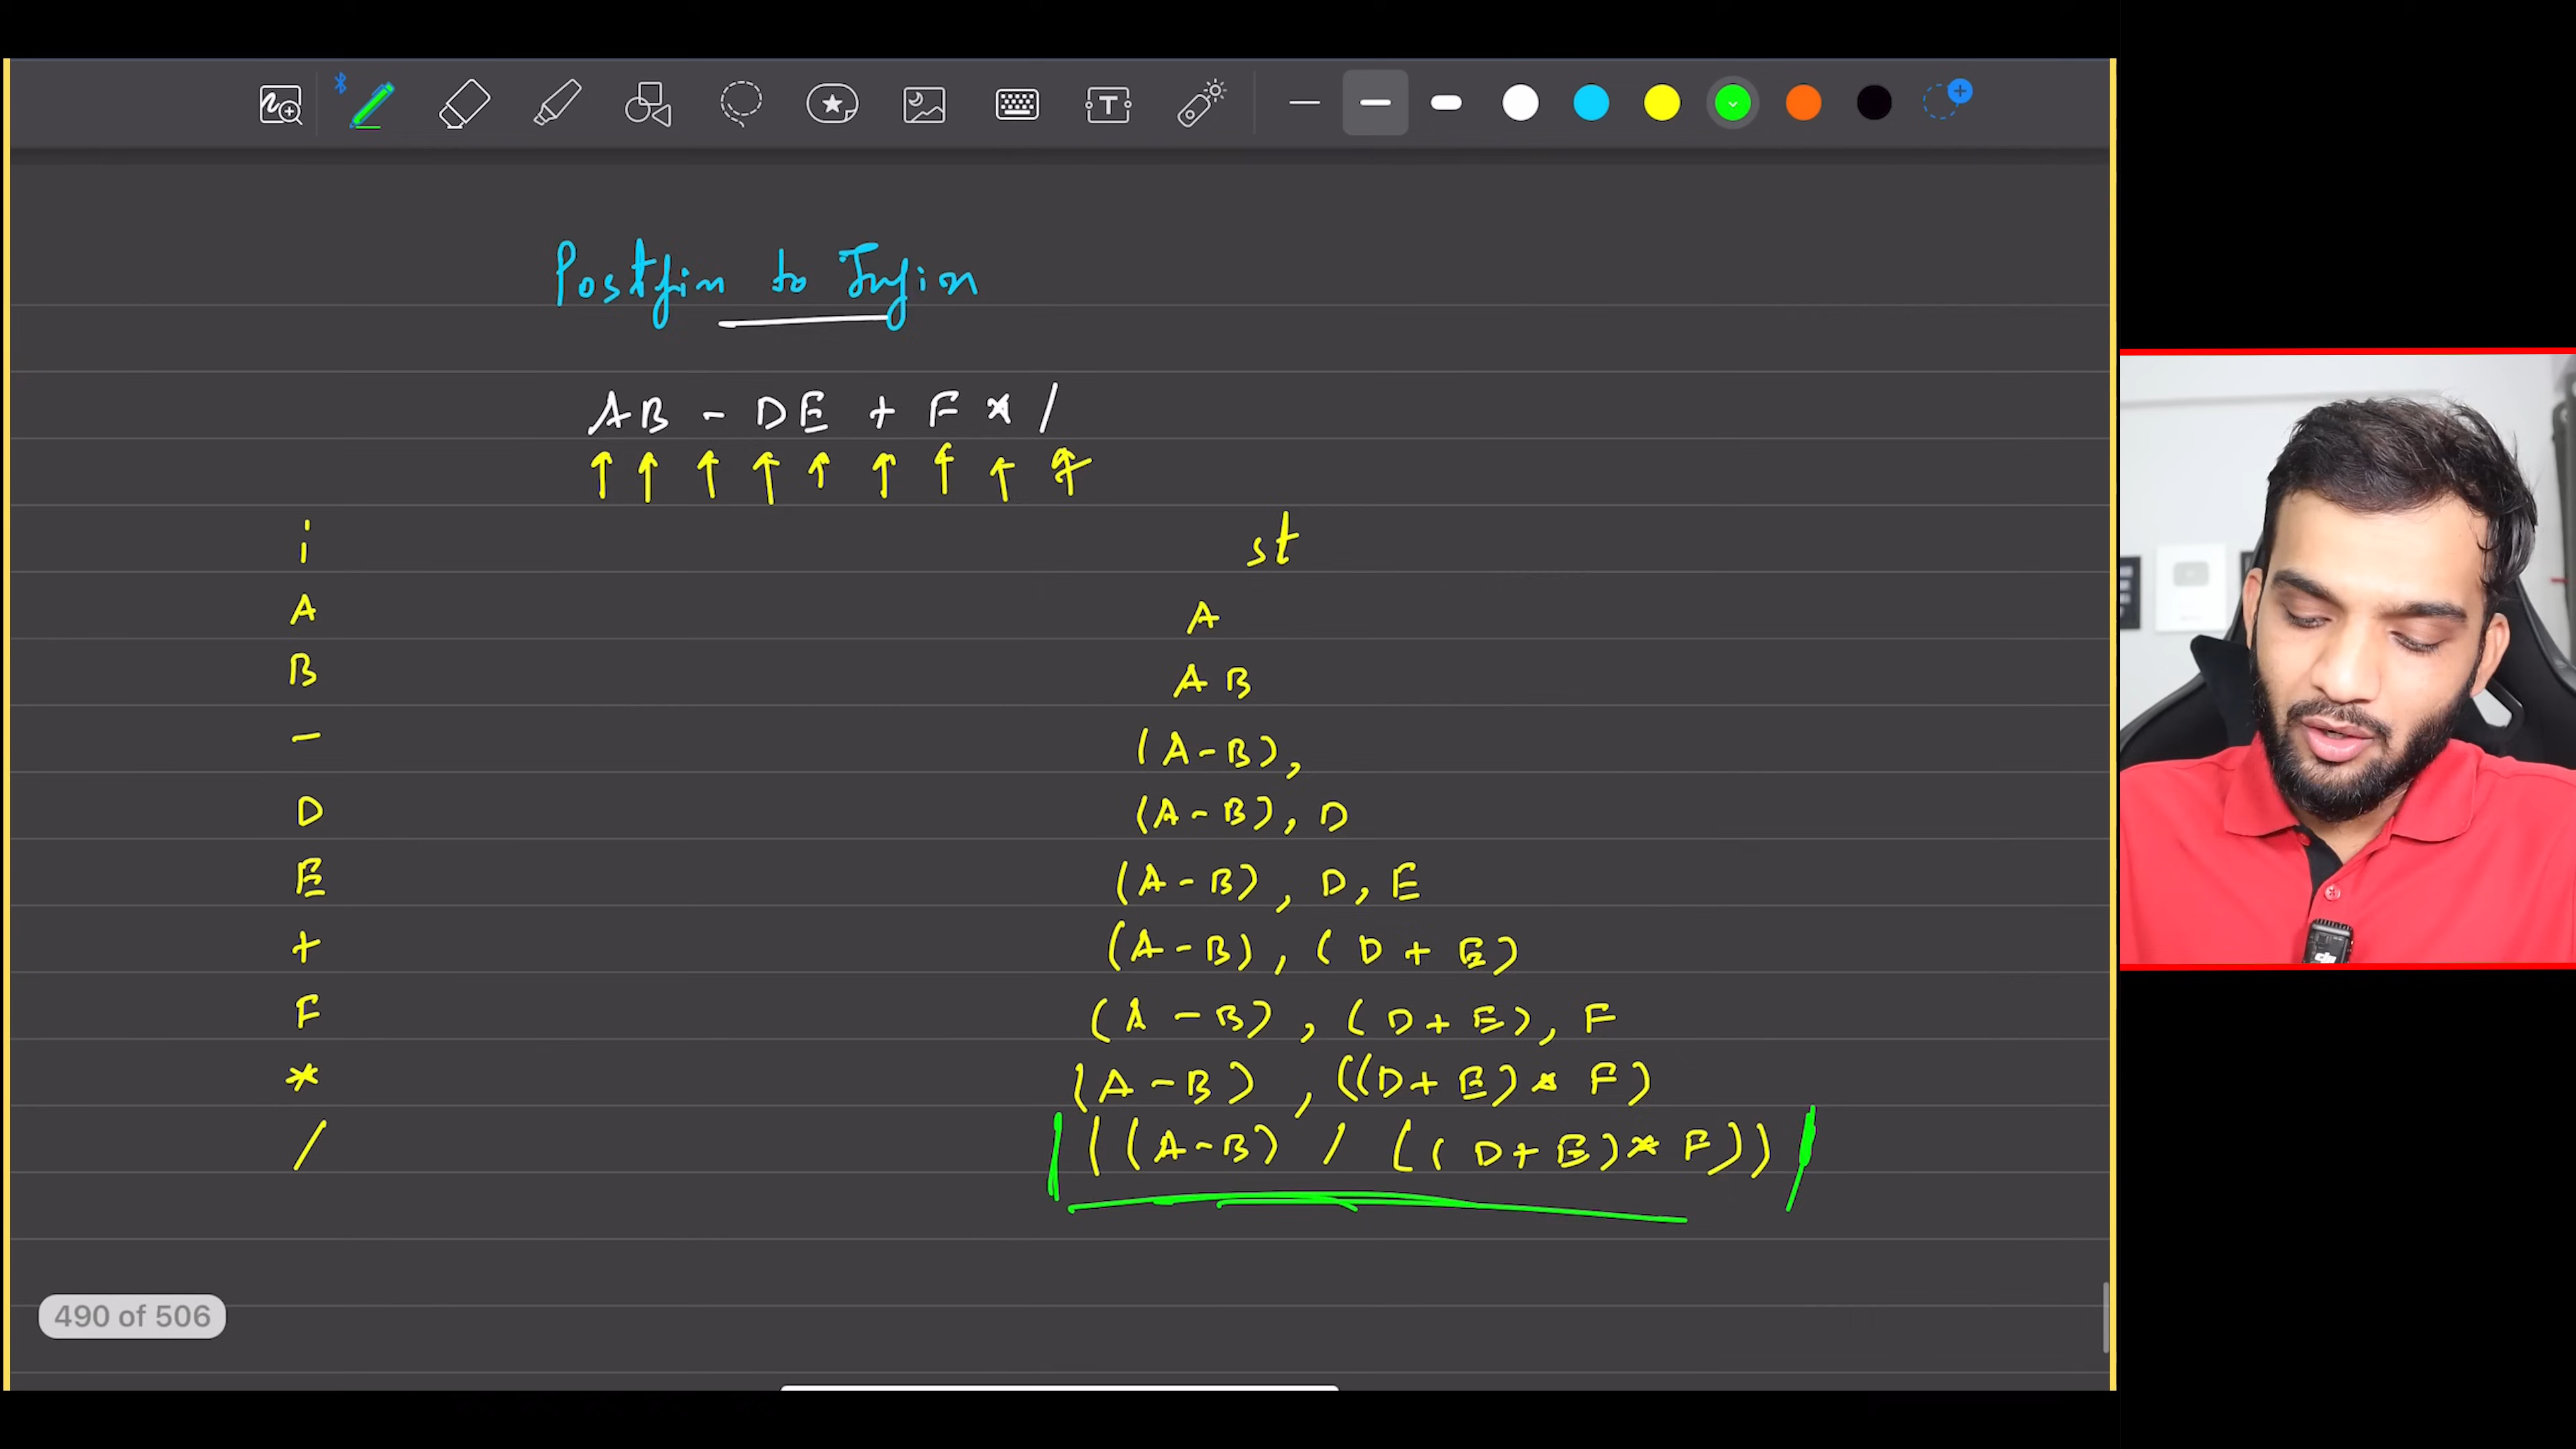 T
Postfix to Infix
AB - DE + F * /
↑ ↑ ↑ ↑ ↑ ↑ ↑ ↑ ↑
i st
A A
B A B
- (A-B),
D (A-B), D
E (A-B), D, E
+ (A-B), (D+E)
F (A-B), (D+E), F
* (A-B), ((D+E)*F)
/ ((A-B) / ((D+E)*F))
490 of 506